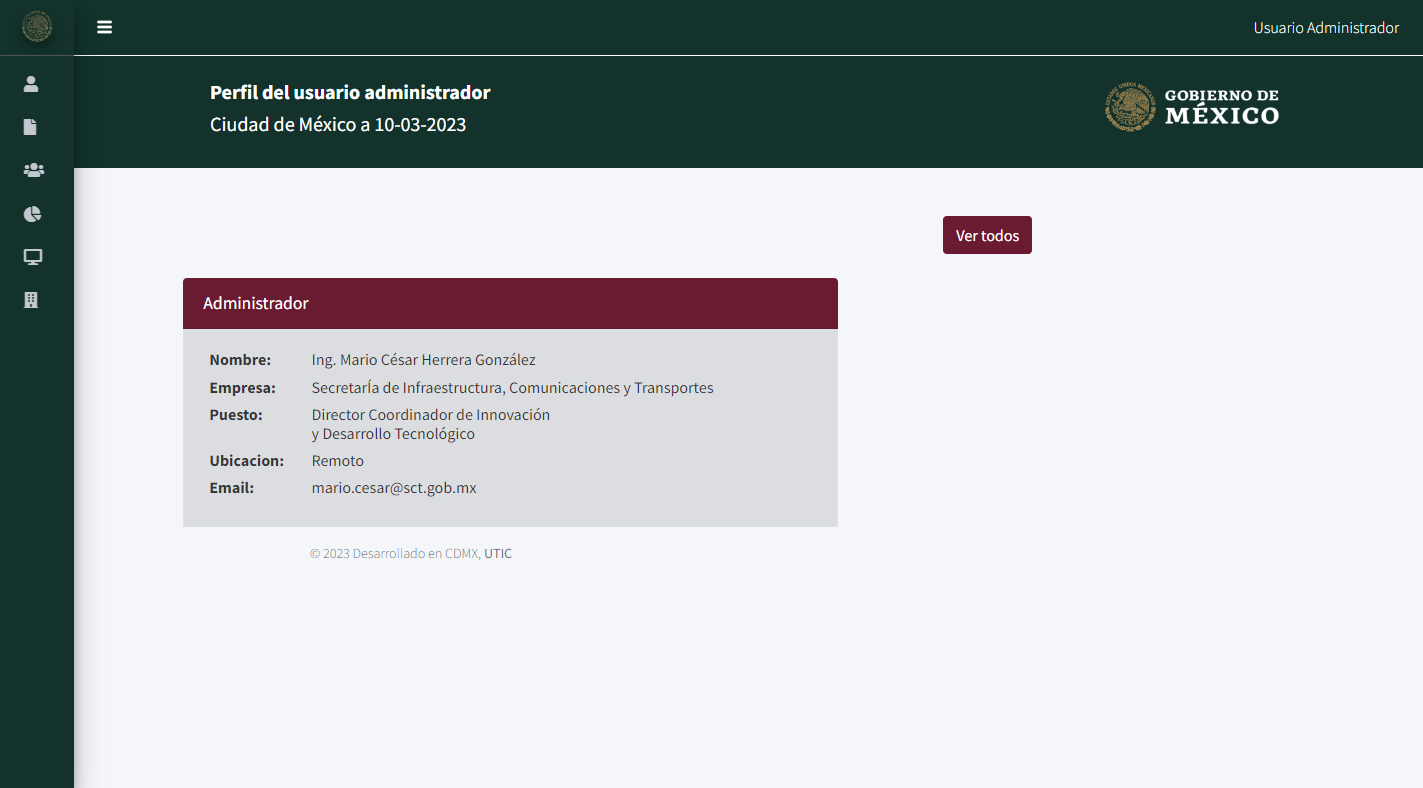 Usuario Administrador
Perfil del usuario administrador
Ciudad de México a 10-03-2023
GOBIERNO DE
MÉXICO
Ver todos
Administrador
Nombre: Ing. Mario César Herrera González
Empresa: SecretarÍa de Infraestructura, Comunicaciones y Transportes
Puesto: Director Coordinador de Innovación
y Desarrollo Tecnológico
Ubicacion: Remoto
Email: mario.cesar@sct.gob.mx
© 2023 Desarrollado en CDMX, UTIC